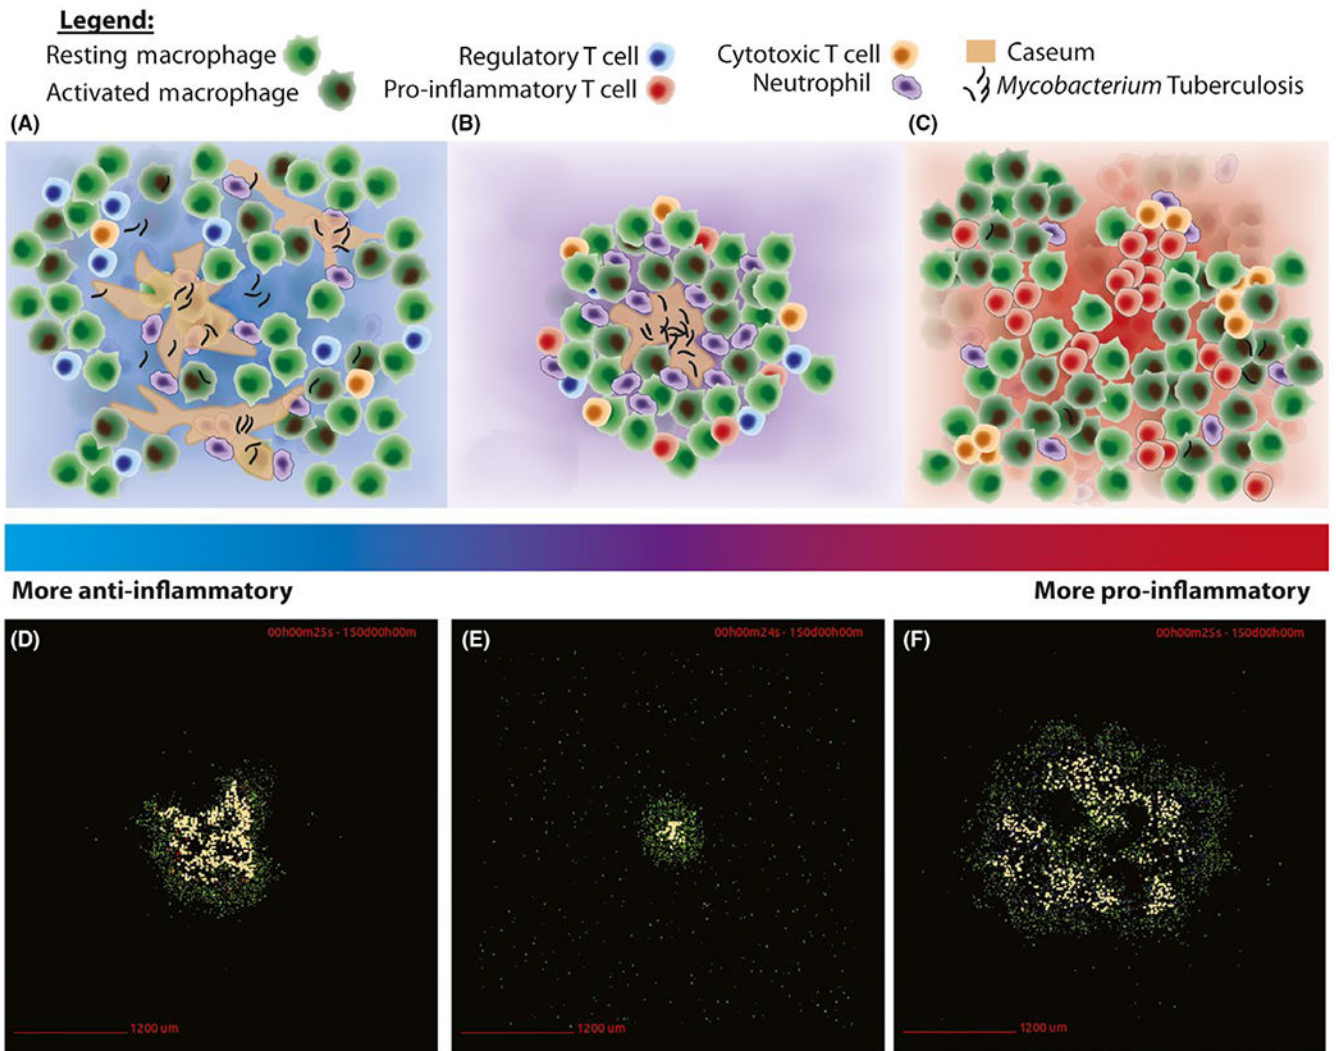 Legend:
Resting macrophage
Activated macrophage
Regulatory T cell
Pro-inflammatory T cell
Cytotoxic T cell
Neutrophil
Caseum
Mycobacterium Tuberculosis
(A)
(B)
(C)
More anti-inflammatory
More pro-inflammatory
(D)
00h00m25s - 150d00h00m
1200 um
(E)
00h00m24s - 150d00h00m
1200 um
(F)
00h00m25s - 150d00h00m
1200 um